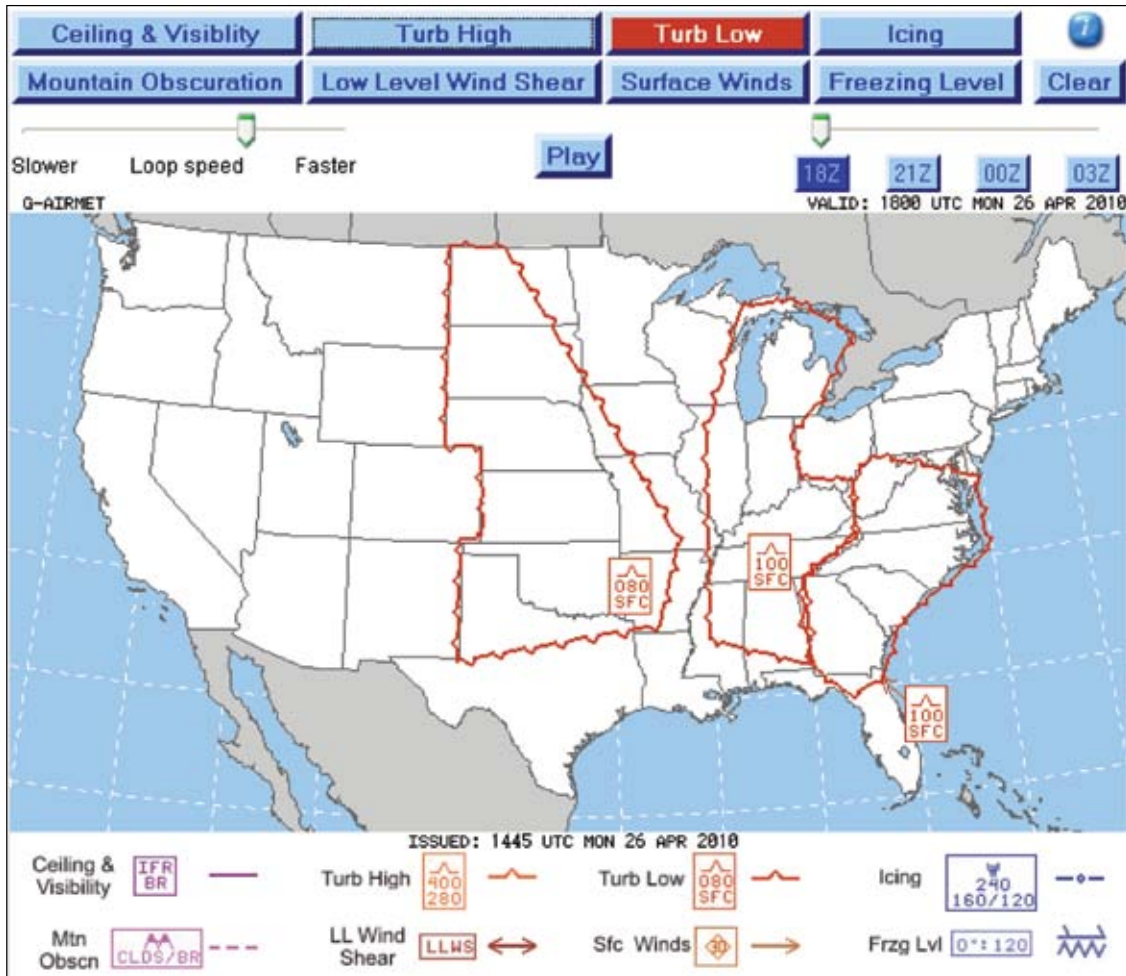 Ceiling & Visiblity Turb High Turb Low Icing
Mountain Obscuration Low Level Wind Shear Surface Winds Freezing Level Clear
Slower Loop speed Faster Play 18Z 21Z 00Z 03Z
G-AIRMET VALID: 1800 UTC MON 26 APR 2010
080
SFC
100
SFC
100
SFC
ISSUED: 1445 UTC MON 26 APR 2010
Ceiling & Visibility IFR BR
Turb High 400 280
Turb Low 080 SFC
Icing 240 160/120
Mtn Obscn CLDS/BR
LL Wind Shear LLWS
Sfc Winds 30
Frzg Lvl 0°:120